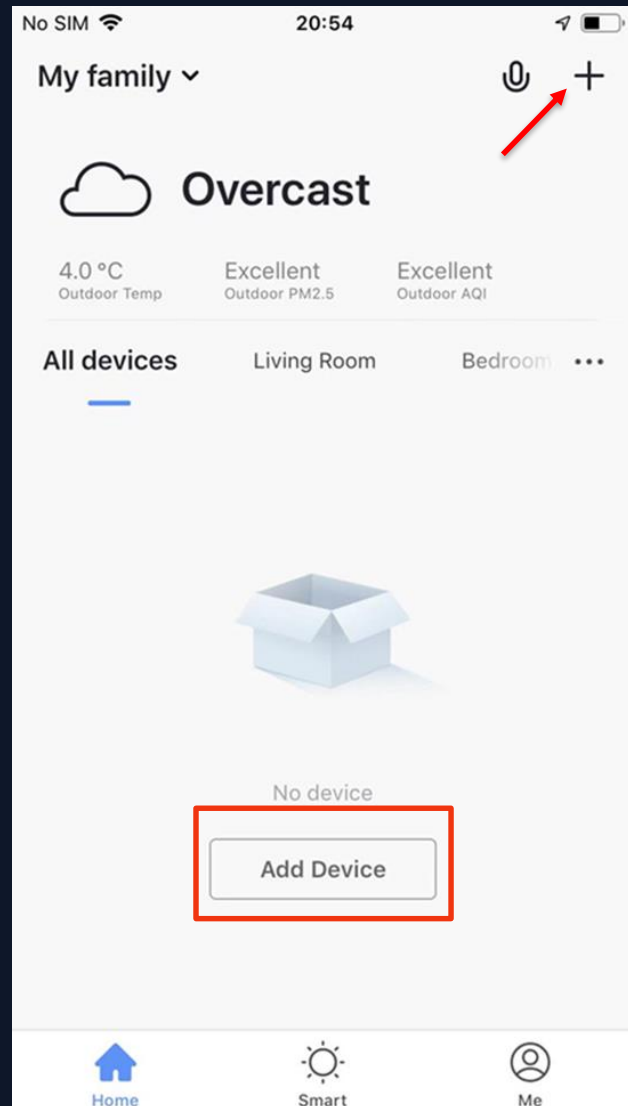 No SIM 20:54
My family
Overcast
4.0 °C Excellent Excellent
Outdoor Temp Outdoor PM2.5 Outdoor AQI
All devices Living Room Bedroom
No device
Add Device
Home Smart Me